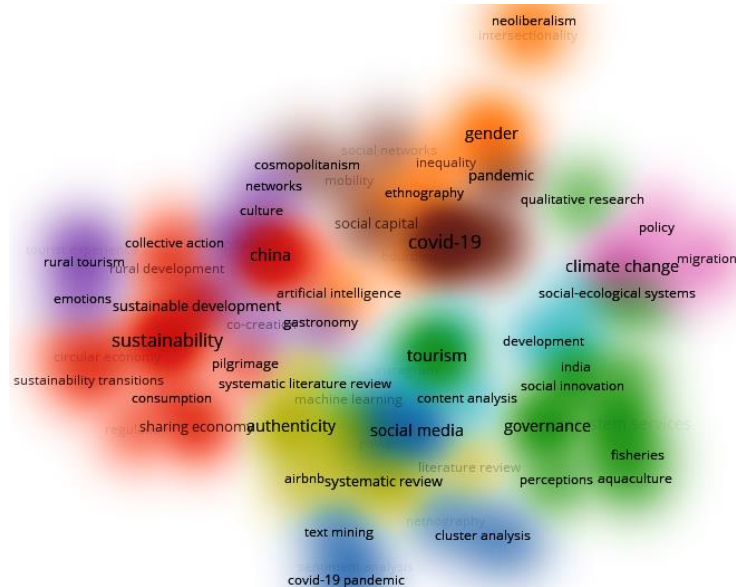 neoliberalism
intersectionality
gender
social networks
cosmopolitanism
inequality
mobility
pandemic
networks
ethnography
qualitative research
culture
social capital
policy
collective action
covid-19
china
rural tourism
rural development
climate change
migration
emotions
artificial intelligence
social-ecological systems
sustainable development
co-creation
gastronomy
sustainability
development
circular economy
tourism
pilgrimage
india
sustainability transitions
systematic literature review
social innovation
consumption
machine learning
content analysis
sharing economy
authenticity
social media
governance
fisheries
literature review
airbnb
systematic review
perceptions
aquaculture
netnography
text mining
cluster analysis
sentiment analysis
covid-19 pandemic